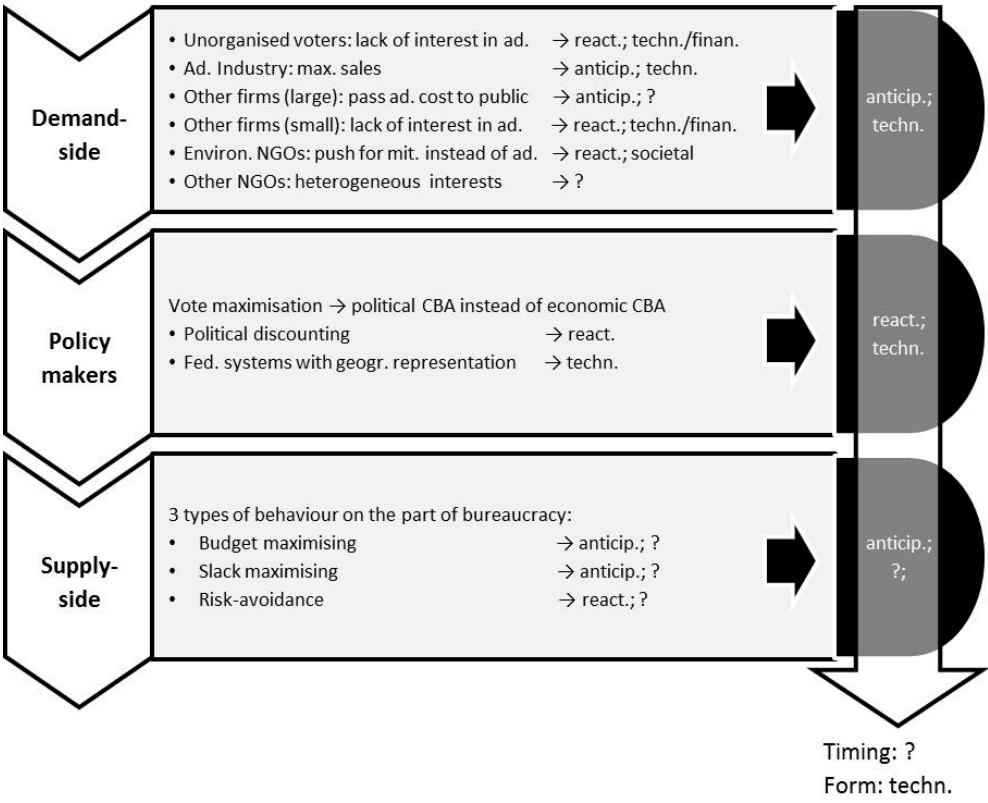 Demand-
side
• Unorganised voters: lack of interest in ad. → react.; techn./finan.
• Ad. Industry: max. sales → anticip.; techn.
• Other firms (large): pass ad. cost to public → anticip.; ?
• Other firms (small): lack of interest in ad. → react.; techn./finan.
• Environ. NGOs: push for mit. instead of ad. → react.; societal
• Other NGOs: heterogeneous interests → ?
anticip.;
techn.
Policy
makers
Vote maximisation → political CBA instead of economic CBA
• Political discounting → react.
• Fed. systems with geogr. representation → techn.
react.;
techn.
Supply-
side
3 types of behaviour on the part of bureaucracy:
• Budget maximising → anticip.; ?
• Slack maximising → anticip.; ?
• Risk-avoidance → react.; ?
anticip.;
?;
Timing: ?
Form: techn.